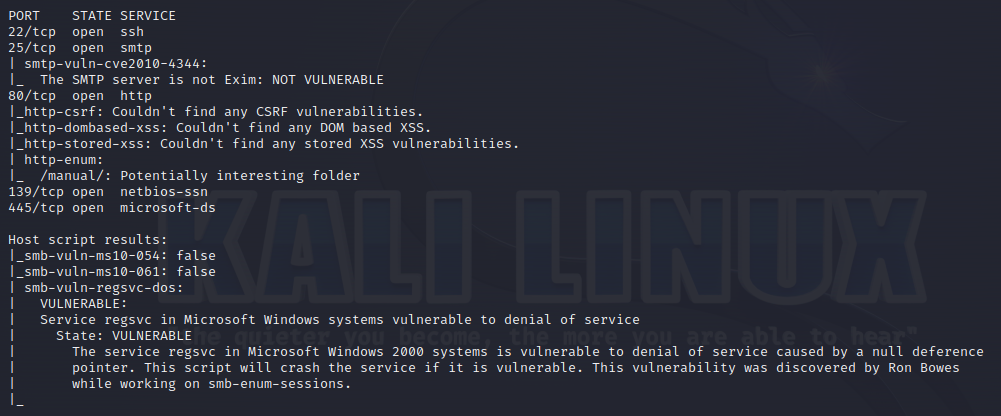 PORT    STATE SERVICE
22/tcp  open  ssh
25/tcp  open  smtp
| smtp-vuln-cve2010-4344:
|_  The SMTP server is not Exim: NOT VULNERABLE
80/tcp  open  http
|_http-csrf: Couldn't find any CSRF vulnerabilities.
|_http-dombased-xss: Couldn't find any DOM based XSS.
|_http-stored-xss: Couldn't find any stored XSS vulnerabilities.
| http-enum:
|_  /manual/: Potentially interesting folder
139/tcp open  netbios-ssn
445/tcp open  microsoft-ds
Host script results:
|_smb-vuln-ms10-054: false
|_smb-vuln-ms10-061: false
| smb-vuln-regsvc-dos:
|   VULNERABLE:
|   Service regsvc in Microsoft Windows systems vulnerable to denial of service
|     State: VULNERABLE
|       The service regsvc in Microsoft Windows 2000 systems is vulnerable to denial of service caused by a null deference
|       pointer. This script will crash the service if it is vulnerable. This vulnerability was discovered by Ron Bowes
|       while working on smb-enum-sessions.
|_
KALI LINUX
the quieter you become, the more you are able to hear"